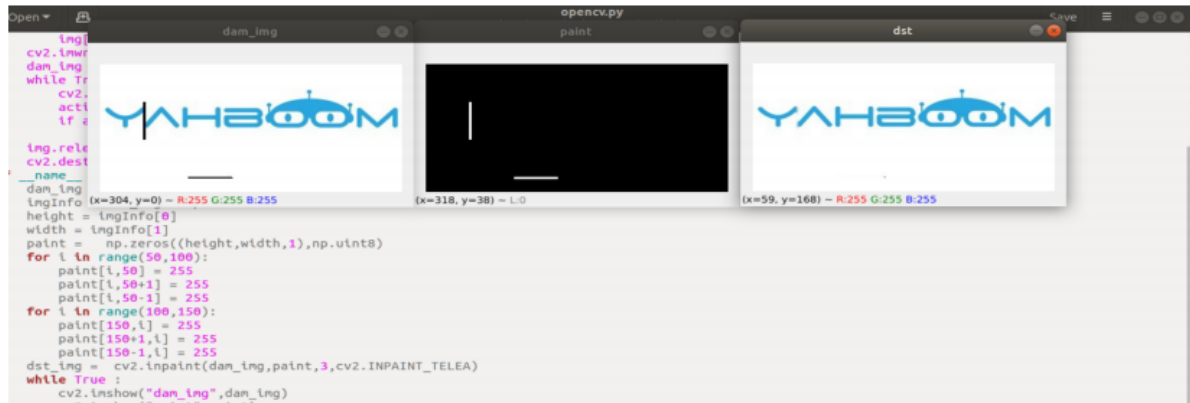 Open
opencv.py
Save
dam_img
paint
dst
img[
cv2.imwr
dam_img
while Tr
cv2.
acti
if a
YAHBOOM
YAHBOOM
img.rele
cv2.dest
__name__
dam_img
(x=304, y=0) ~ R:255 G:255 B:255
(x=318, y=38) ~ L:0
(x=59, y=168) ~ R:255 G:255 B:255
imgInfo
height = imgInfo[0]
width = imgInfo[1]
paint =   np.zeros((height,width,1),np.uint8)
for i in range(50,100):
paint[i,50] = 255
paint[i,50+1] = 255
paint[i,50-1] = 255
for i in range(100,150):
paint[150,i] = 255
paint[150+1,i] = 255
paint[150-1,i] = 255
dst_img =  cv2.inpaint(dam_img,paint,3,cv2.INPAINT_TELEA)
while True :
cv2.imshow("dam_img",dam_img)